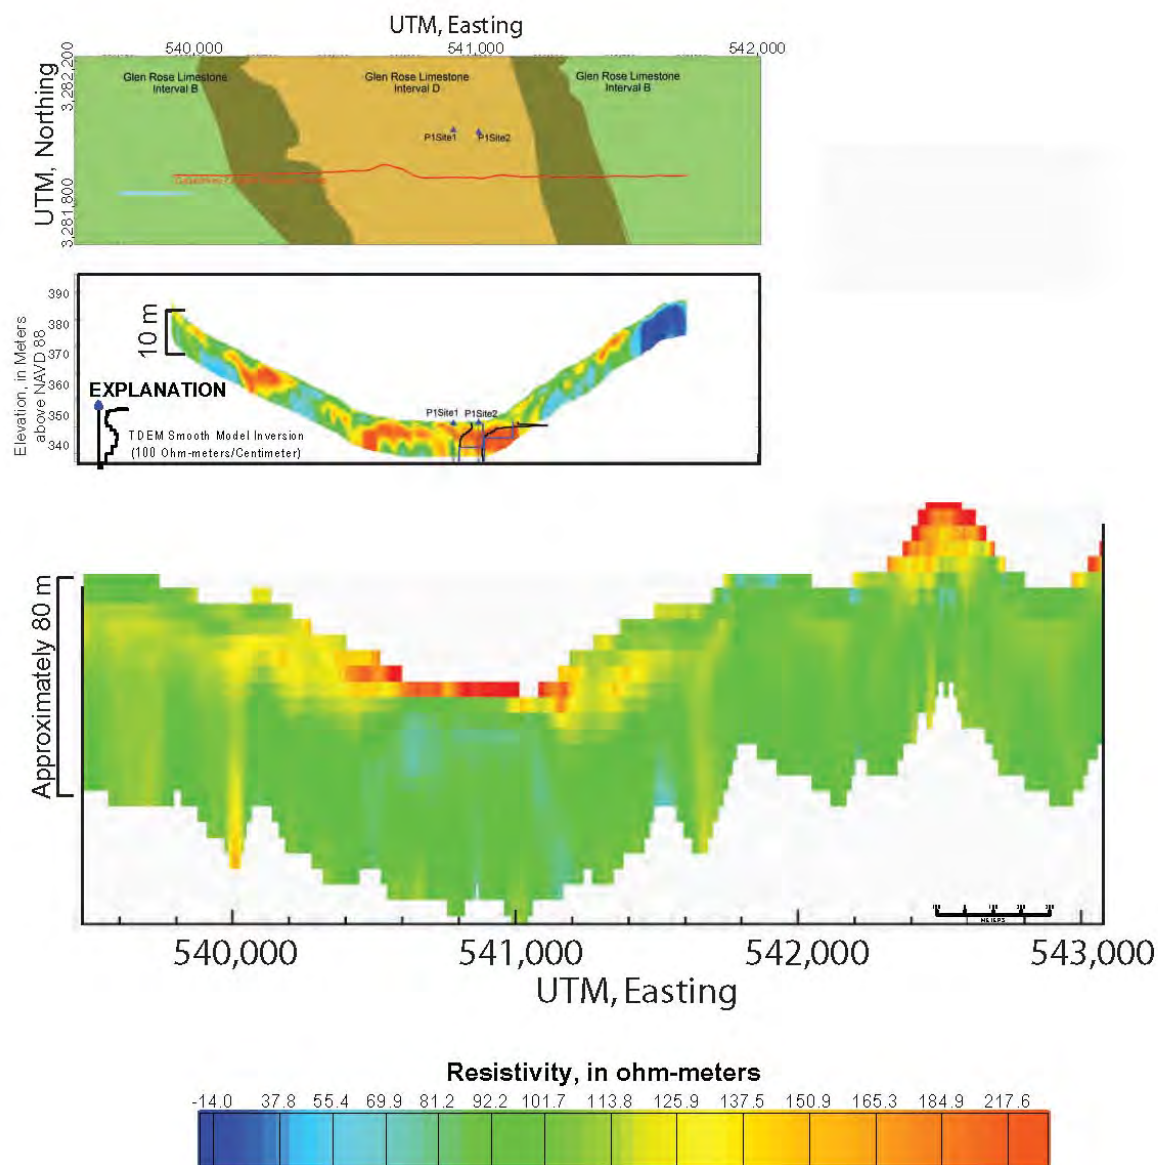 UTM, Easting
540,000 541,000 542,000
UTM, Northing
3,282,200
3,281,800
Glen Rose Limestone
Interval B
Glen Rose Limestone
Interval D
Glen Rose Limestone
Interval B
P1Site1 P1Site2
Elevation, in Meters
above NAVD 88
390
380
370
360
350
340
10 m
EXPLANATION
TDEM Smooth Model Inversion
(100 Ohm-meters/Centimeter)
P1Site1 P1Site2
Approximately 80 m
METERS
540,000 541,000 542,000 543,000
UTM, Easting
Resistivity, in ohm-meters
-14.0 37.8 55.4 69.9 81.2 92.2 101.7 113.8 125.9 137.5 150.9 165.3 184.9 217.6